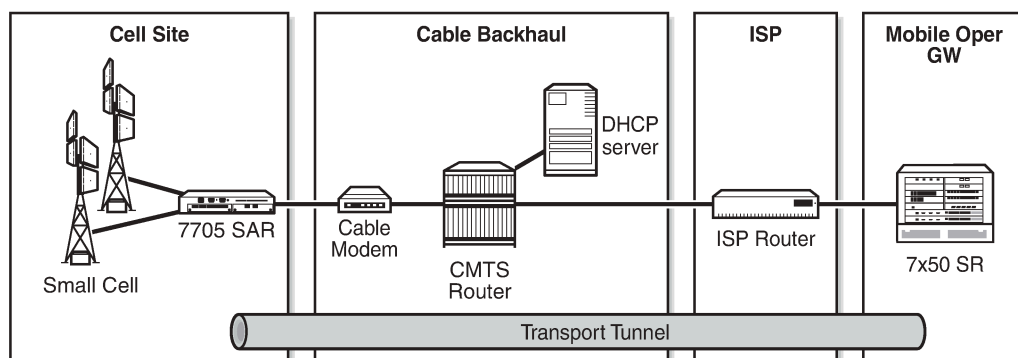 Cell Site
Cable Backhaul
ISP
Mobile Oper
GW
DHCP
server
7705 SAR
Cable
Modem
CMTS
Router
ISP Router
7x50 SR
Small Cell
Transport Tunnel